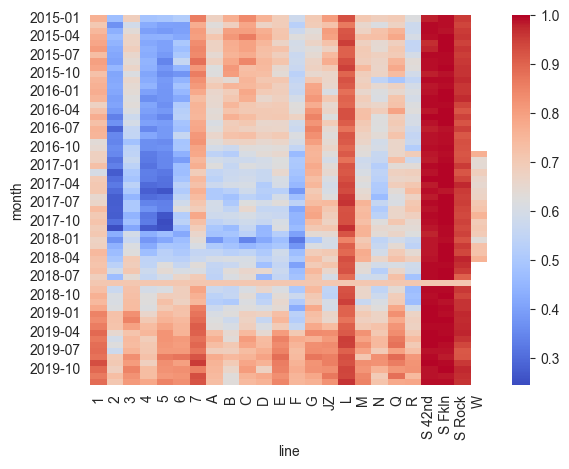 month
2015-01
2015-04
2015-07
2015-10
2016-01
2016-04
2016-07
2016-10
2017-01
2017-04
2017-07
2017-10
2018-01
2018-04
2018-07
2018-10
2019-01
2019-04
2019-07
2019-10
1
2
3
4
5
6
7
A
B
C
D
E
F
G
JZ
L
M
N
Q
R
S 42nd
S Fkln
S Rock
W
line
1.0
0.9
0.8
0.7
0.6
0.5
0.4
0.3